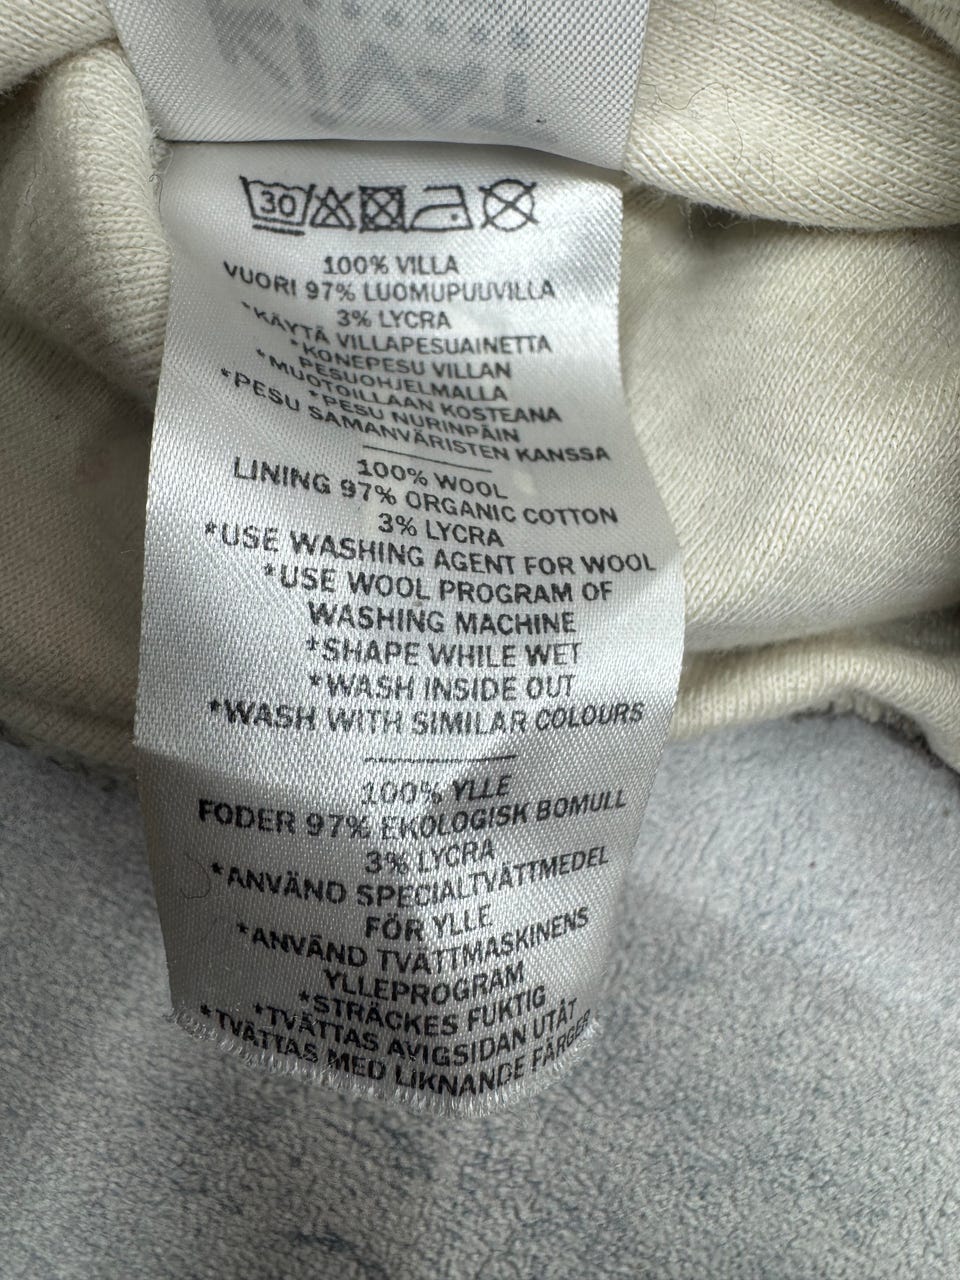 30
100% VILLA
VUORI 97% LUOMUPUUVILLA
3% LYCRA
*KÄYTÄ VILLAPESUAINETTA
*KONEPESU VILLAN
PESUOHJELMALLA
*MUOTOILLAAN KOSTEANA
*PESU NURINPÄIN
*PESU SAMANVÄRISTEN KANSSA
100% WOOL
LINING 97% ORGANIC COTTON
3% LYCRA
*USE WASHING AGENT FOR WOOL
*USE WOOL PROGRAM OF
WASHING MACHINE
*SHAPE WHILE WET
*WASH INSIDE OUT
*WASH WITH SIMILAR COLOURS
100% YLLE
FODER 97% EKOLOGISK BOMULL
3% LYCRA
*ANVÄND SPECIALTVÄTTMEDEL
FÖR YLLE
*ANVÄND TVÄTTMASKINENS
YLLEPROGRAM
*STRÄCKES FUKTIG
*TVÄTTAS AVIGSIDAN UTÅT
*TVÄTTAS MED LIKNANDE FÄRGER